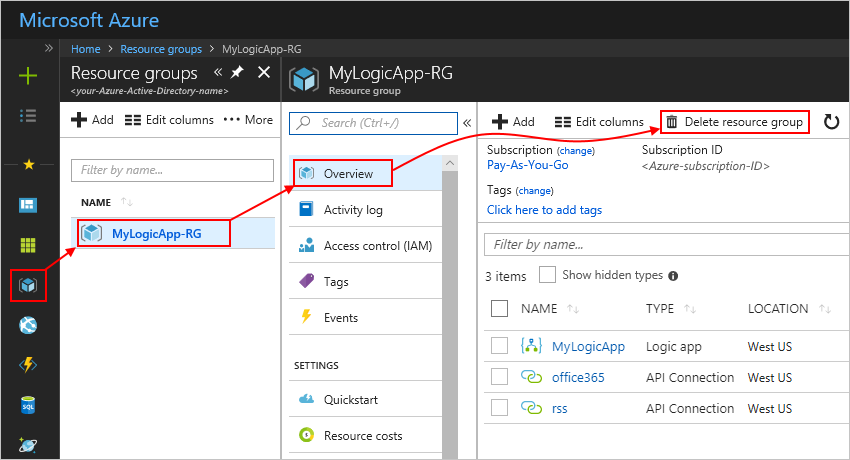 Microsoft Azure
» Home > Resource groups > MyLogicApp-RG
Resource groups «
<your-Azure-Active-Directory-name>
Add Edit columns ••• More
Filter by name...
NAME ↑↓
MyLogicApp-RG
MyLogicApp-RG
Resource group
Search (Ctrl+/) «
Overview
Activity log
Access control (IAM)
Tags
Events
SETTINGS
Quickstart
Resource costs
Add Edit columns Delete resource group
Subscription (change) Subscription ID
Pay-As-You-Go <Azure-subscription-ID>
Tags (change)
Click here to add tags
Filter by name...
3 items Show hidden types
NAME ↑↓ TYPE ↑↓ LOCATION ↑↓
MyLogicApp Logic app West US
office365 API Connection West US
rss API Connection West US
SQL